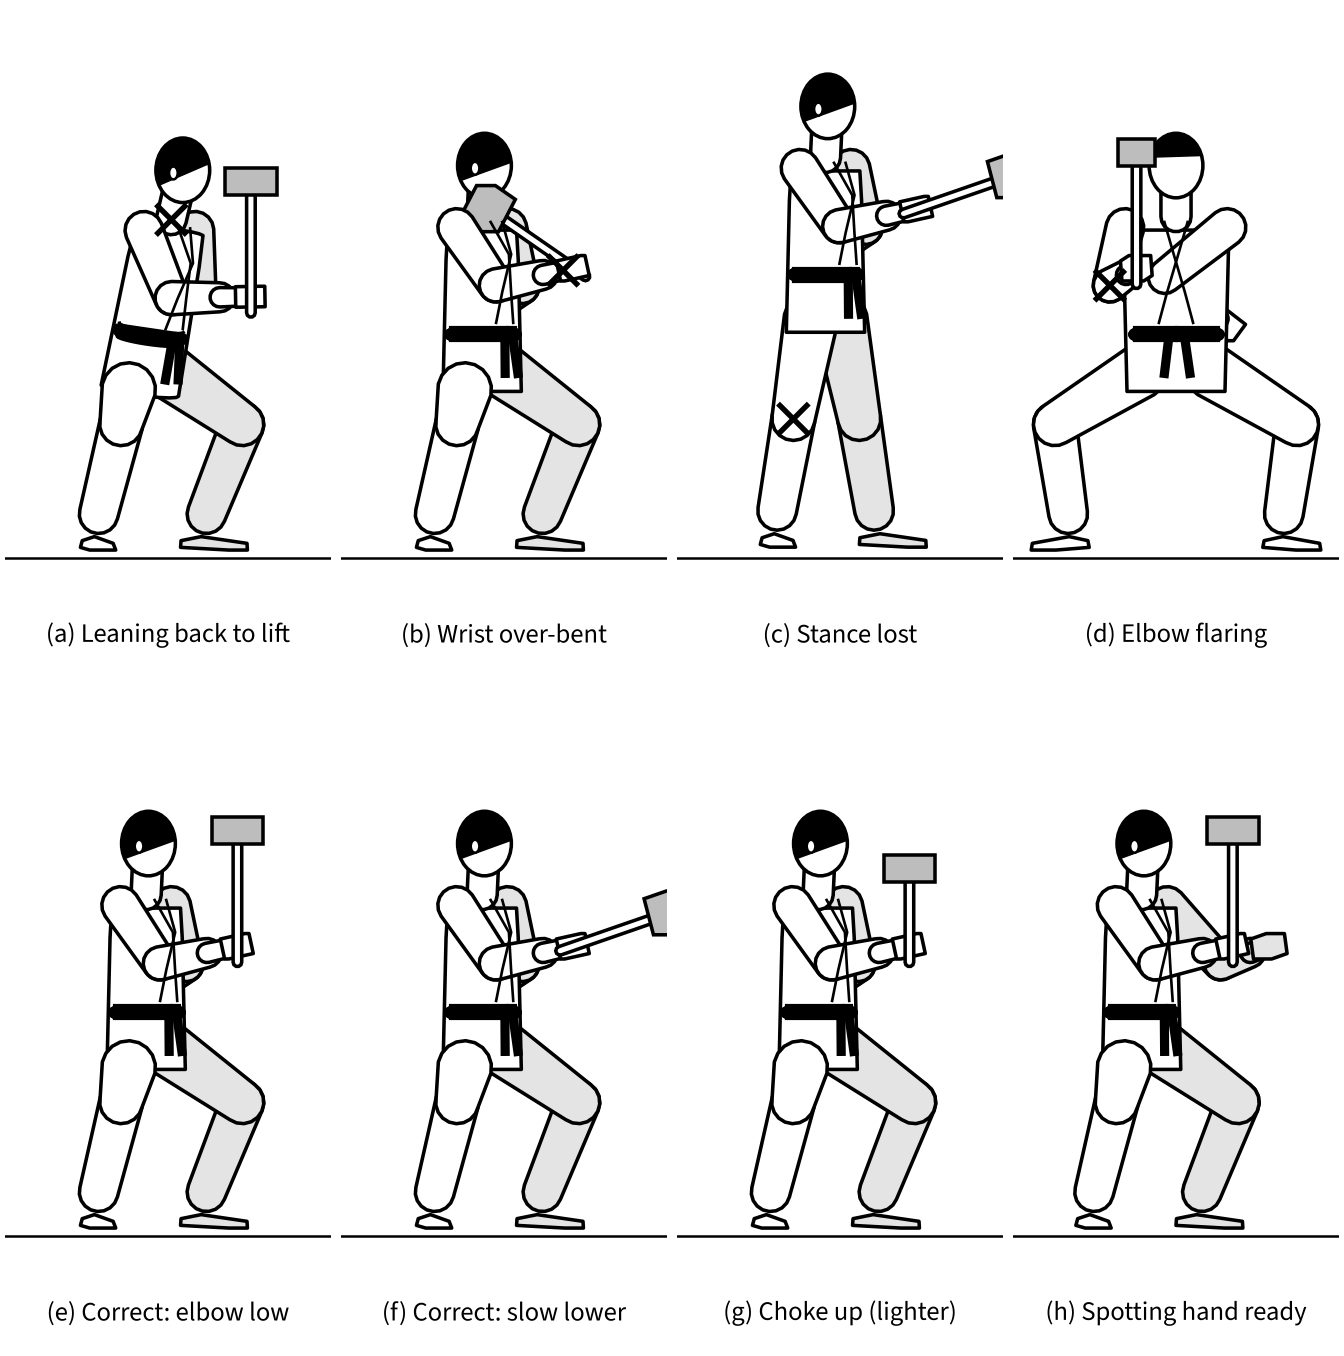 (a) Leaning back to lift
(b) Wrist over-bent
(c) Stance lost
(d) Elbow flaring
(e) Correct: elbow low
(f) Correct: slow lower
(g) Choke up (lighter)
(h) Spotting hand ready